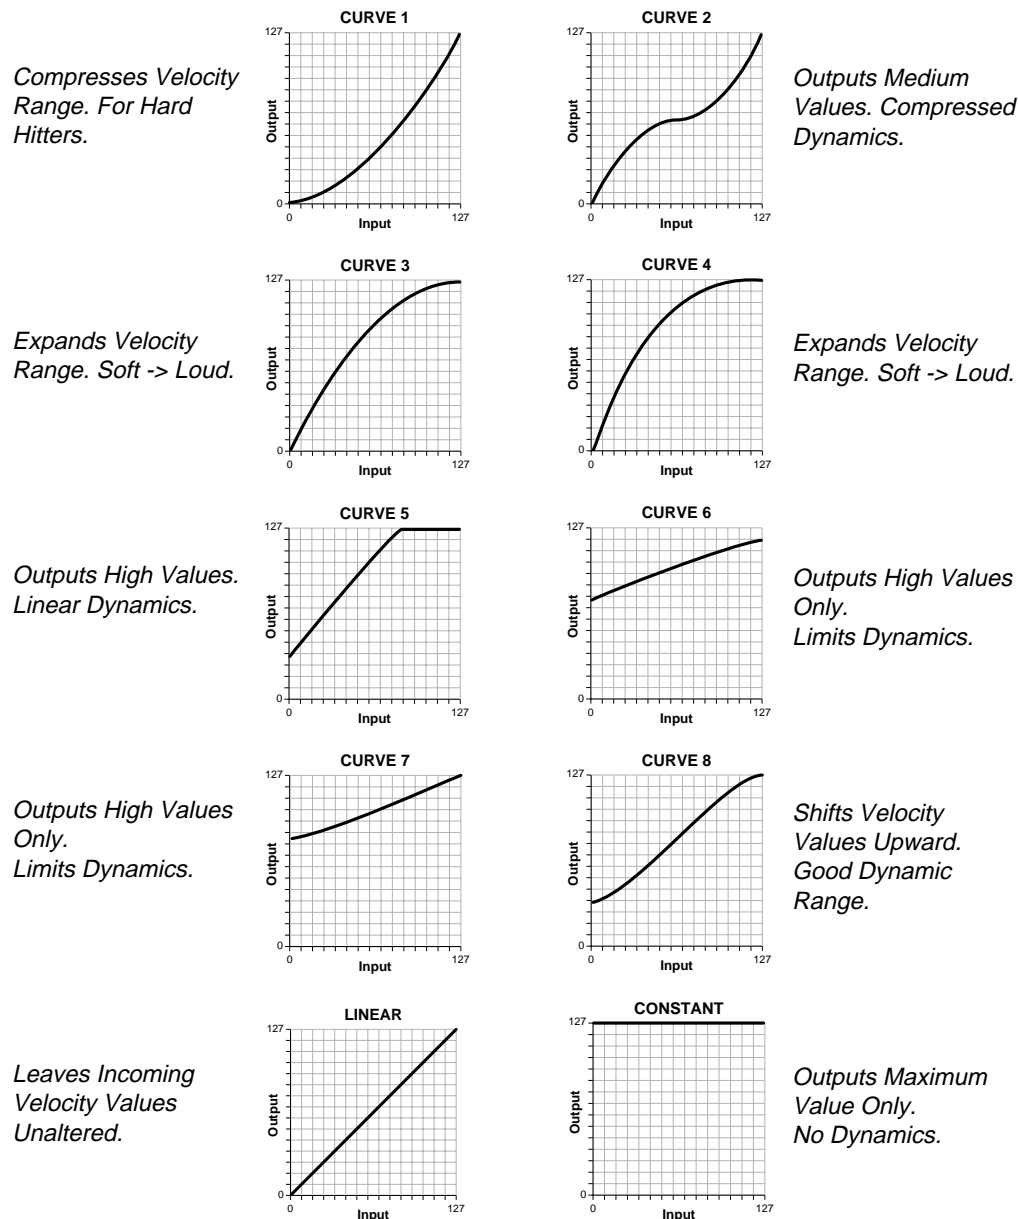 CURVE 1
127
Output
0
0
Input
127
Compresses Velocity
Range. For Hard
Hitters.
CURVE 2
127
Output
0
0
Input
127
Outputs Medium
Values. Compressed
Dynamics.
CURVE 3
127
Output
0
0
Input
127
Expands Velocity
Range. Soft -> Loud.
CURVE 4
127
Output
0
0
Input
127
Expands Velocity
Range. Soft -> Loud.
CURVE 5
127
Output
0
0
Input
127
Outputs High Values.
Linear Dynamics.
CURVE 6
127
Output
0
0
Input
127
Outputs High Values
Only.
Limits Dynamics.
CURVE 7
127
Output
0
0
Input
127
Outputs High Values
Only.
Limits Dynamics.
CURVE 8
127
Output
0
0
Input
127
Shifts Velocity
Values Upward.
Good Dynamic
Range.
LINEAR
127
Output
0
0
Input
127
Leaves Incoming
Velocity Values
Unaltered.
CONSTANT
127
Output
0
0
Input
127
Outputs Maximum
Value Only.
No Dynamics.